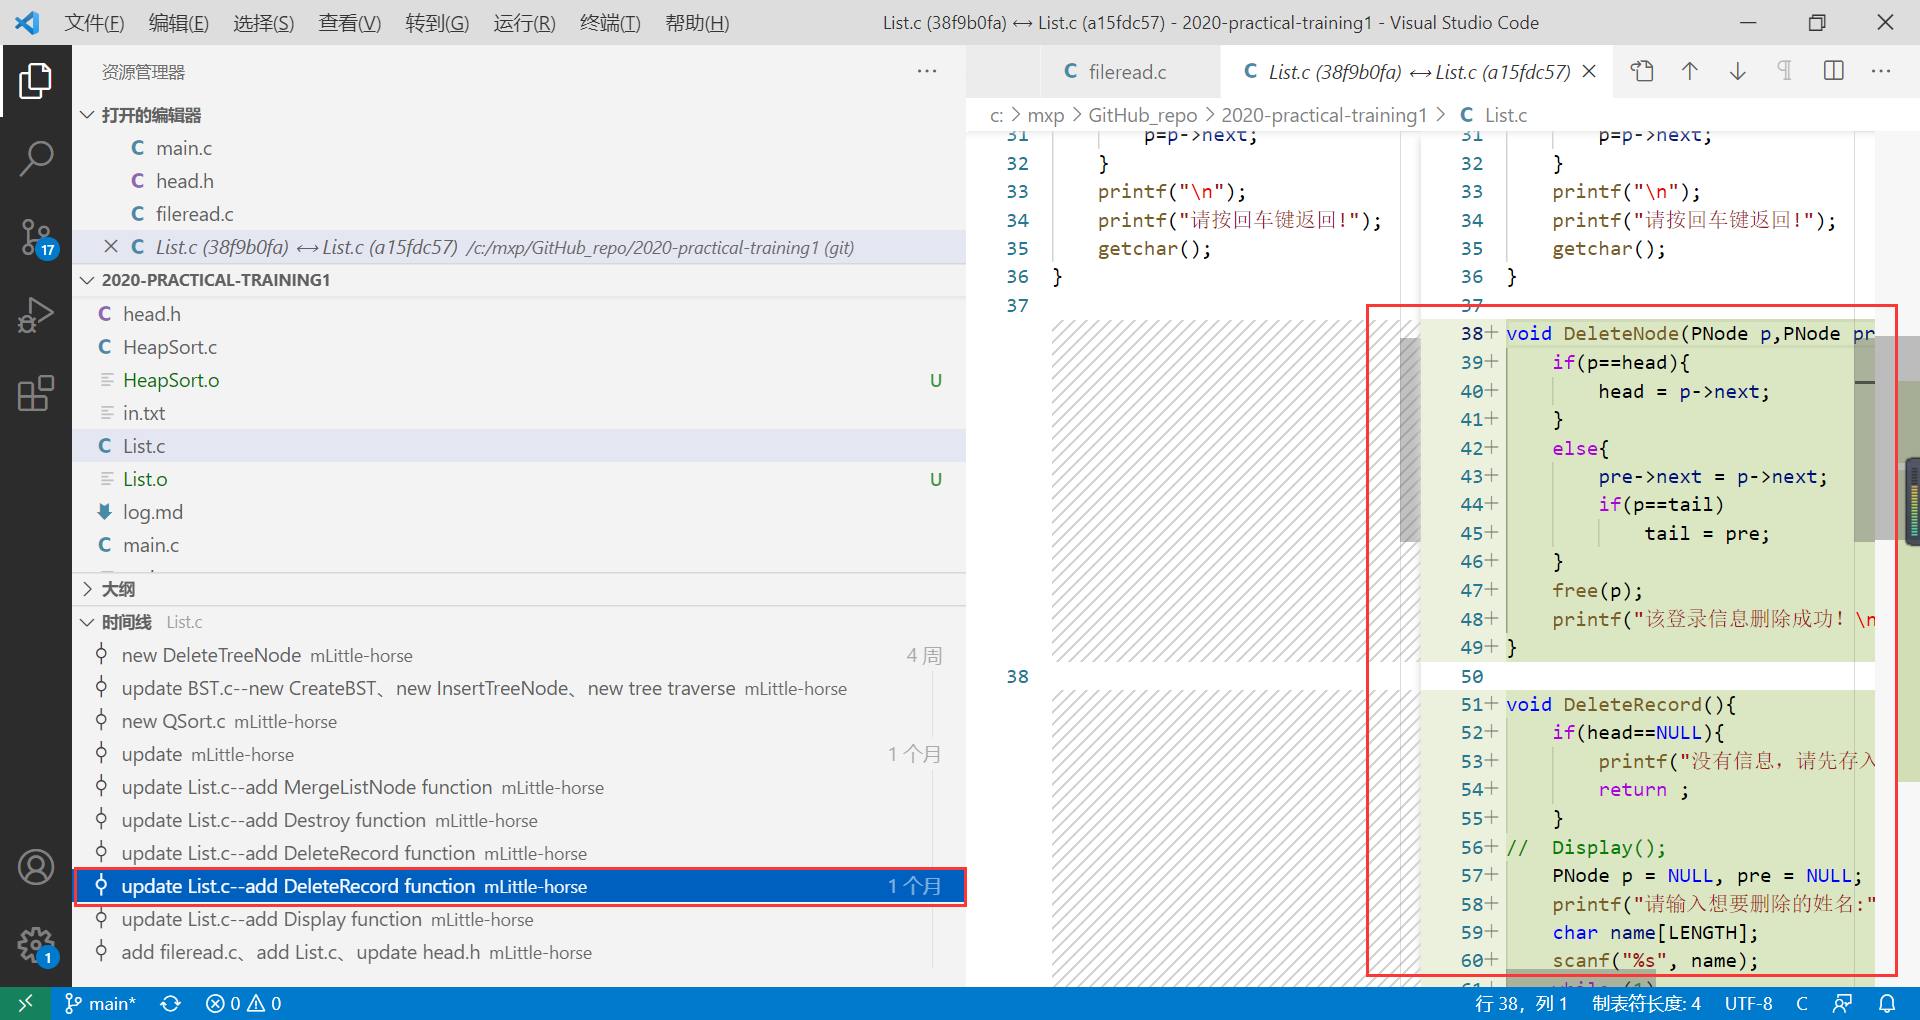 文件(F) 编辑(E) 选择(S) 查看(V) 转到(G) 运行(R) 终端(T) 帮助(H) List.c (38f9b0fa) ⟷ List.c (a15fdc57) - 2020-practical-training1 - Visual Studio Code
资源管理器
打开的编辑器
C main.c
C head.h
C fileread.c
C List.c (38f9b0fa) ⟷ List.c (a15fdc57) /c:/mxp/GitHub_repo/2020-practical-training1 (git)
17
2020-PRACTICAL-TRAINING1
C head.h
C HeapSort.c
HeapSort.o U
in.txt
C List.c
List.o U
log.md
C main.c
大纲
时间线 List.c
new DeleteTreeNode mLittle-horse 4 周
update BST.c--new CreateBST、new InsertTreeNode、new tree traverse mLittle-horse
new QSort.c mLittle-horse
update mLittle-horse 1 个月
update List.c--add MergeListNode function mLittle-horse
update List.c--add Destroy function mLittle-horse
update List.c--add DeleteRecord function mLittle-horse
update List.c--add DeleteRecord function mLittle-horse 1 个月
update List.c--add Display function mLittle-horse
add fileread.c、add List.c、update head.h mLittle-horse
1
C fileread.c C List.c (38f9b0fa) ⟷ List.c (a15fdc57)
c: > mxp > GitHub_repo > 2020-practical-training1 > C List.c
31 p=p->next;
32 }
33 printf("\n");
34 printf("请按回车键返回!");
35 getchar();
36 }
37
38
31 p=p->next;
32 }
33 printf("\n");
34 printf("请按回车键返回!");
35 getchar();
36 }
37
38+ void DeleteNode(PNode p,PNode pr
39+ if(p==head){
40+ head = p->next;
41+ }
42+ else{
43+ pre->next = p->next;
44+ if(p==tail)
45+ tail = pre;
46+ }
47+ free(p);
48+ printf("该登录信息删除成功！\n
49+ }
50
51+ void DeleteRecord(){
52+ if(head==NULL){
53+ printf("没有信息，请先存入
54+ return ;
55+ }
56+ // Display();
57+ PNode p = NULL, pre = NULL;
58+ printf("请输入想要删除的姓名:"
59+ char name[LENGTH];
60+ scanf("%s", name);
61+ while (1)
main* 0 0 行 38，列 1 制表符长度: 4 UTF-8 C